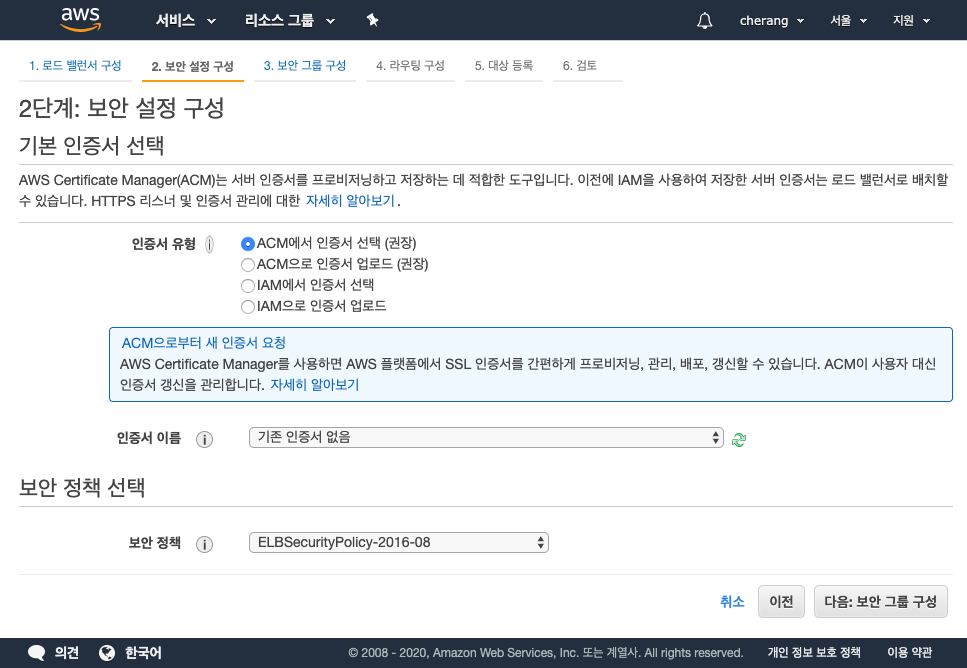 aws 서비스 리소스 그룹 cherang 서울 지원
1. 로드 밸런서 구성 2. 보안 설정 구성 3. 보안 그룹 구성 4. 라우팅 구성 5. 대상 등록 6. 검토
2단계: 보안 설정 구성
기본 인증서 선택
AWS Certificate Manager(ACM)는 서버 인증서를 프로비저닝하고 저장하는 데 적합한 도구입니다. 이전에 IAM을 사용하여 저장한 서버 인증서는 로드 밸런서로 배치할
수 있습니다. HTTPS 리스너 및 인증서 관리에 대한 자세히 알아보기 .
인증서 유형 i ACM에서 인증서 선택 (권장)
ACM으로 인증서 업로드 (권장)
IAM에서 인증서 선택
IAM으로 인증서 업로드
ACM으로부터 새 인증서 요청
AWS Certificate Manager를 사용하면 AWS 플랫폼에서 SSL 인증서를 간편하게 프로비저닝, 관리, 배포, 갱신할 수 있습니다. ACM이 사용자 대신
인증서 갱신을 관리합니다. 자세히 알아보기
인증서 이름 i 기존 인증서 없음
보안 정책 선택
보안 정책 i ELBSecurityPolicy-2016-08
취소 이전 다음: 보안 그룹 구성
의견 한국어 © 2008 - 2020, Amazon Web Services, Inc. 또는 계열사. All rights reserved. 개인 정보 보호 정책 이용 약관